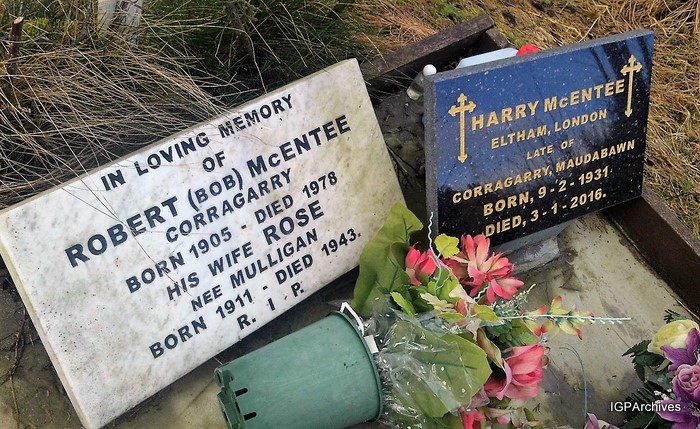 IN LOVING MEMORY
OF
ROBERT (BOB) McENTEE
CORRAGARRY
BORN 1905 - DIED 1978
HIS WIFE ROSE
NEE MULLIGAN
BORN 1911 - DIED 1943.
R. I. P.
HARRY McENTEE
ELTHAM, LONDON
LATE OF
CORRAGARRY, MAUDABAWN
BORN, 9-2-1931.
DIED, 3-1-2016.
IGPArchives